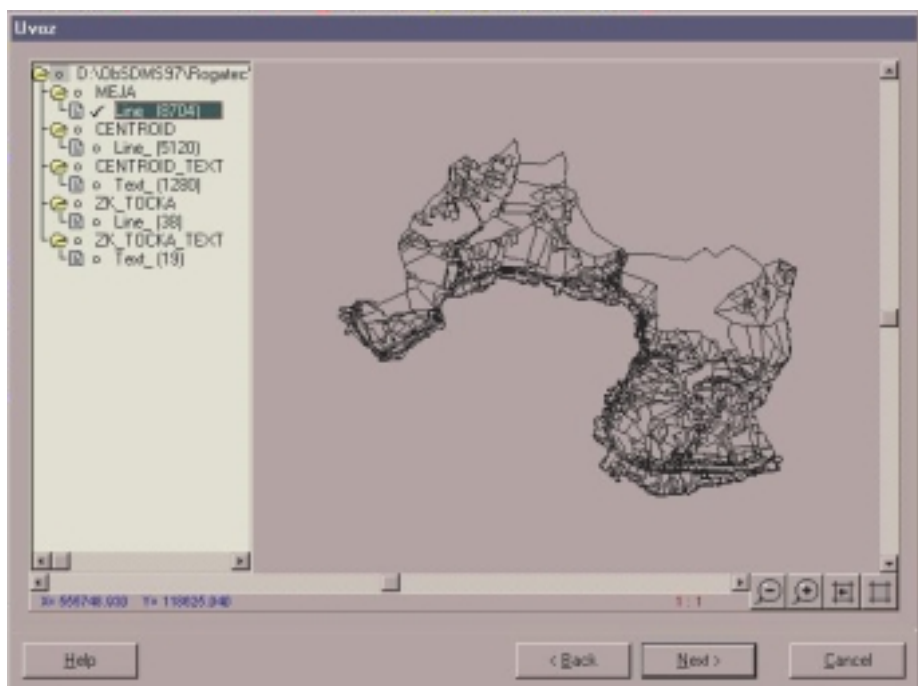 Uvoz
D:\ObSDMS97\Rogatec\
MEJA
Line_ (8704)
CENTROID
Line_ (5120)
CENTROID_TEXT
Text_ (1280)
ZK_TOCKA
Line_ (38)
ZK_TOCKA_TEXT
Text_ (19)
1 : 1
Help
< Back
Next >
Cancel